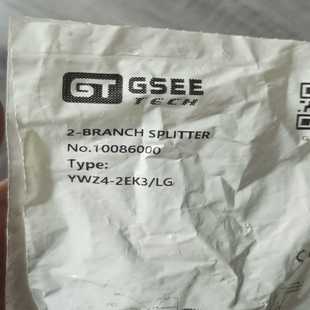 GT GSEE
TECH
2-BRANCH SPLITTER
No.10086000
Type:
YWZ4-2EK3/LG